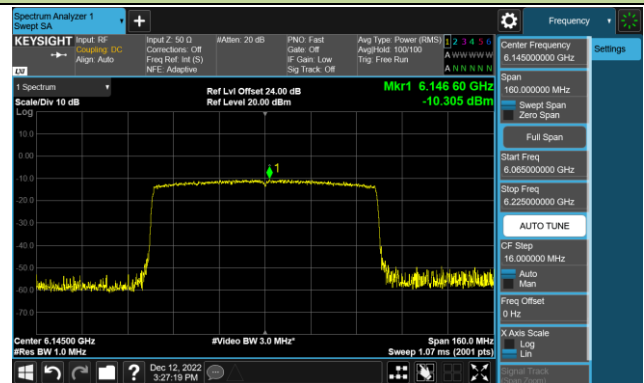 Spectrum Analyzer 1
Swept SA
+
Frequency
KEYSIGHT
Input: RF
Coupling: DC
Align: Auto
Input Z: 50 Ω
Corrections: Off
Freq Ref: Int (S)
NFE: Adaptive
#Atten: 20 dB
PNO: Fast
Gate: Off
IF Gain: Low
Sig Track: Off
Avg Type: Power (RMS)
Avg|Hold: 100/100
Trig: Free Run
1 2 3 4 5 6
A W W W W W
A N N N N N
LXI
1 Spectrum
Scale/Div 10 dB
Ref Lvl Offset 24.00 dB
Ref Level 20.00 dBm
Mkr1 6.146 60 GHz
-10.305 dBm
Log
10.0
0.00
-10.0
-20.0
-30.0
-40.0
-50.0
-60.0
-70.0
1
Center 6.14500 GHz
#Res BW 1.0 MHz
#Video BW 3.0 MHz*
Span 160.0 MHz
Sweep 1.07 ms (2001 pts)
Dec 12, 2022
3:27:19 PM
?
Center Frequency
6.145000000 GHz
Span
160.000000 MHz
Swept Span
Zero Span
Full Span
Start Freq
6.065000000 GHz
Stop Freq
6.225000000 GHz
AUTO TUNE
CF Step
16.000000 MHz
Auto
Man
Freq Offset
0 Hz
X Axis Scale
Log
Lin
Signal Track
(Span Zoom)
Settings